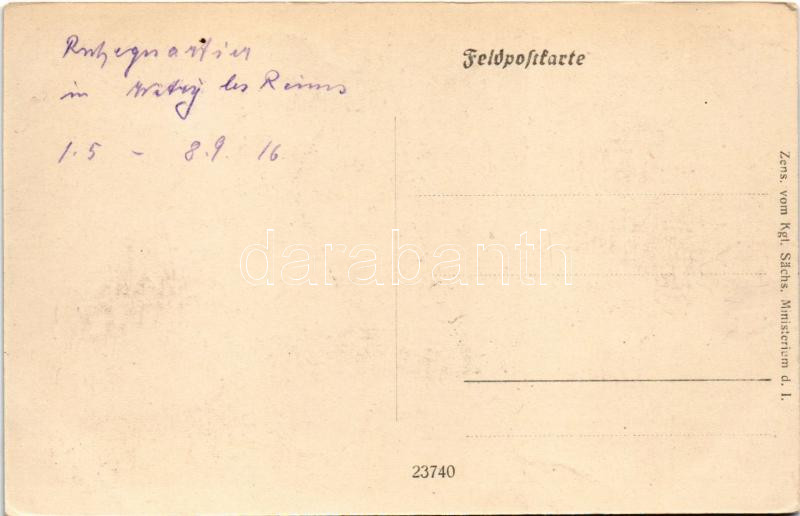 Ruhequartier
in Witry les Reims
1.5 - 8.9. 16
Feldpostkarte
Zens. vom Kgl. Sächs. Ministerium d. I.
darabanth
23740